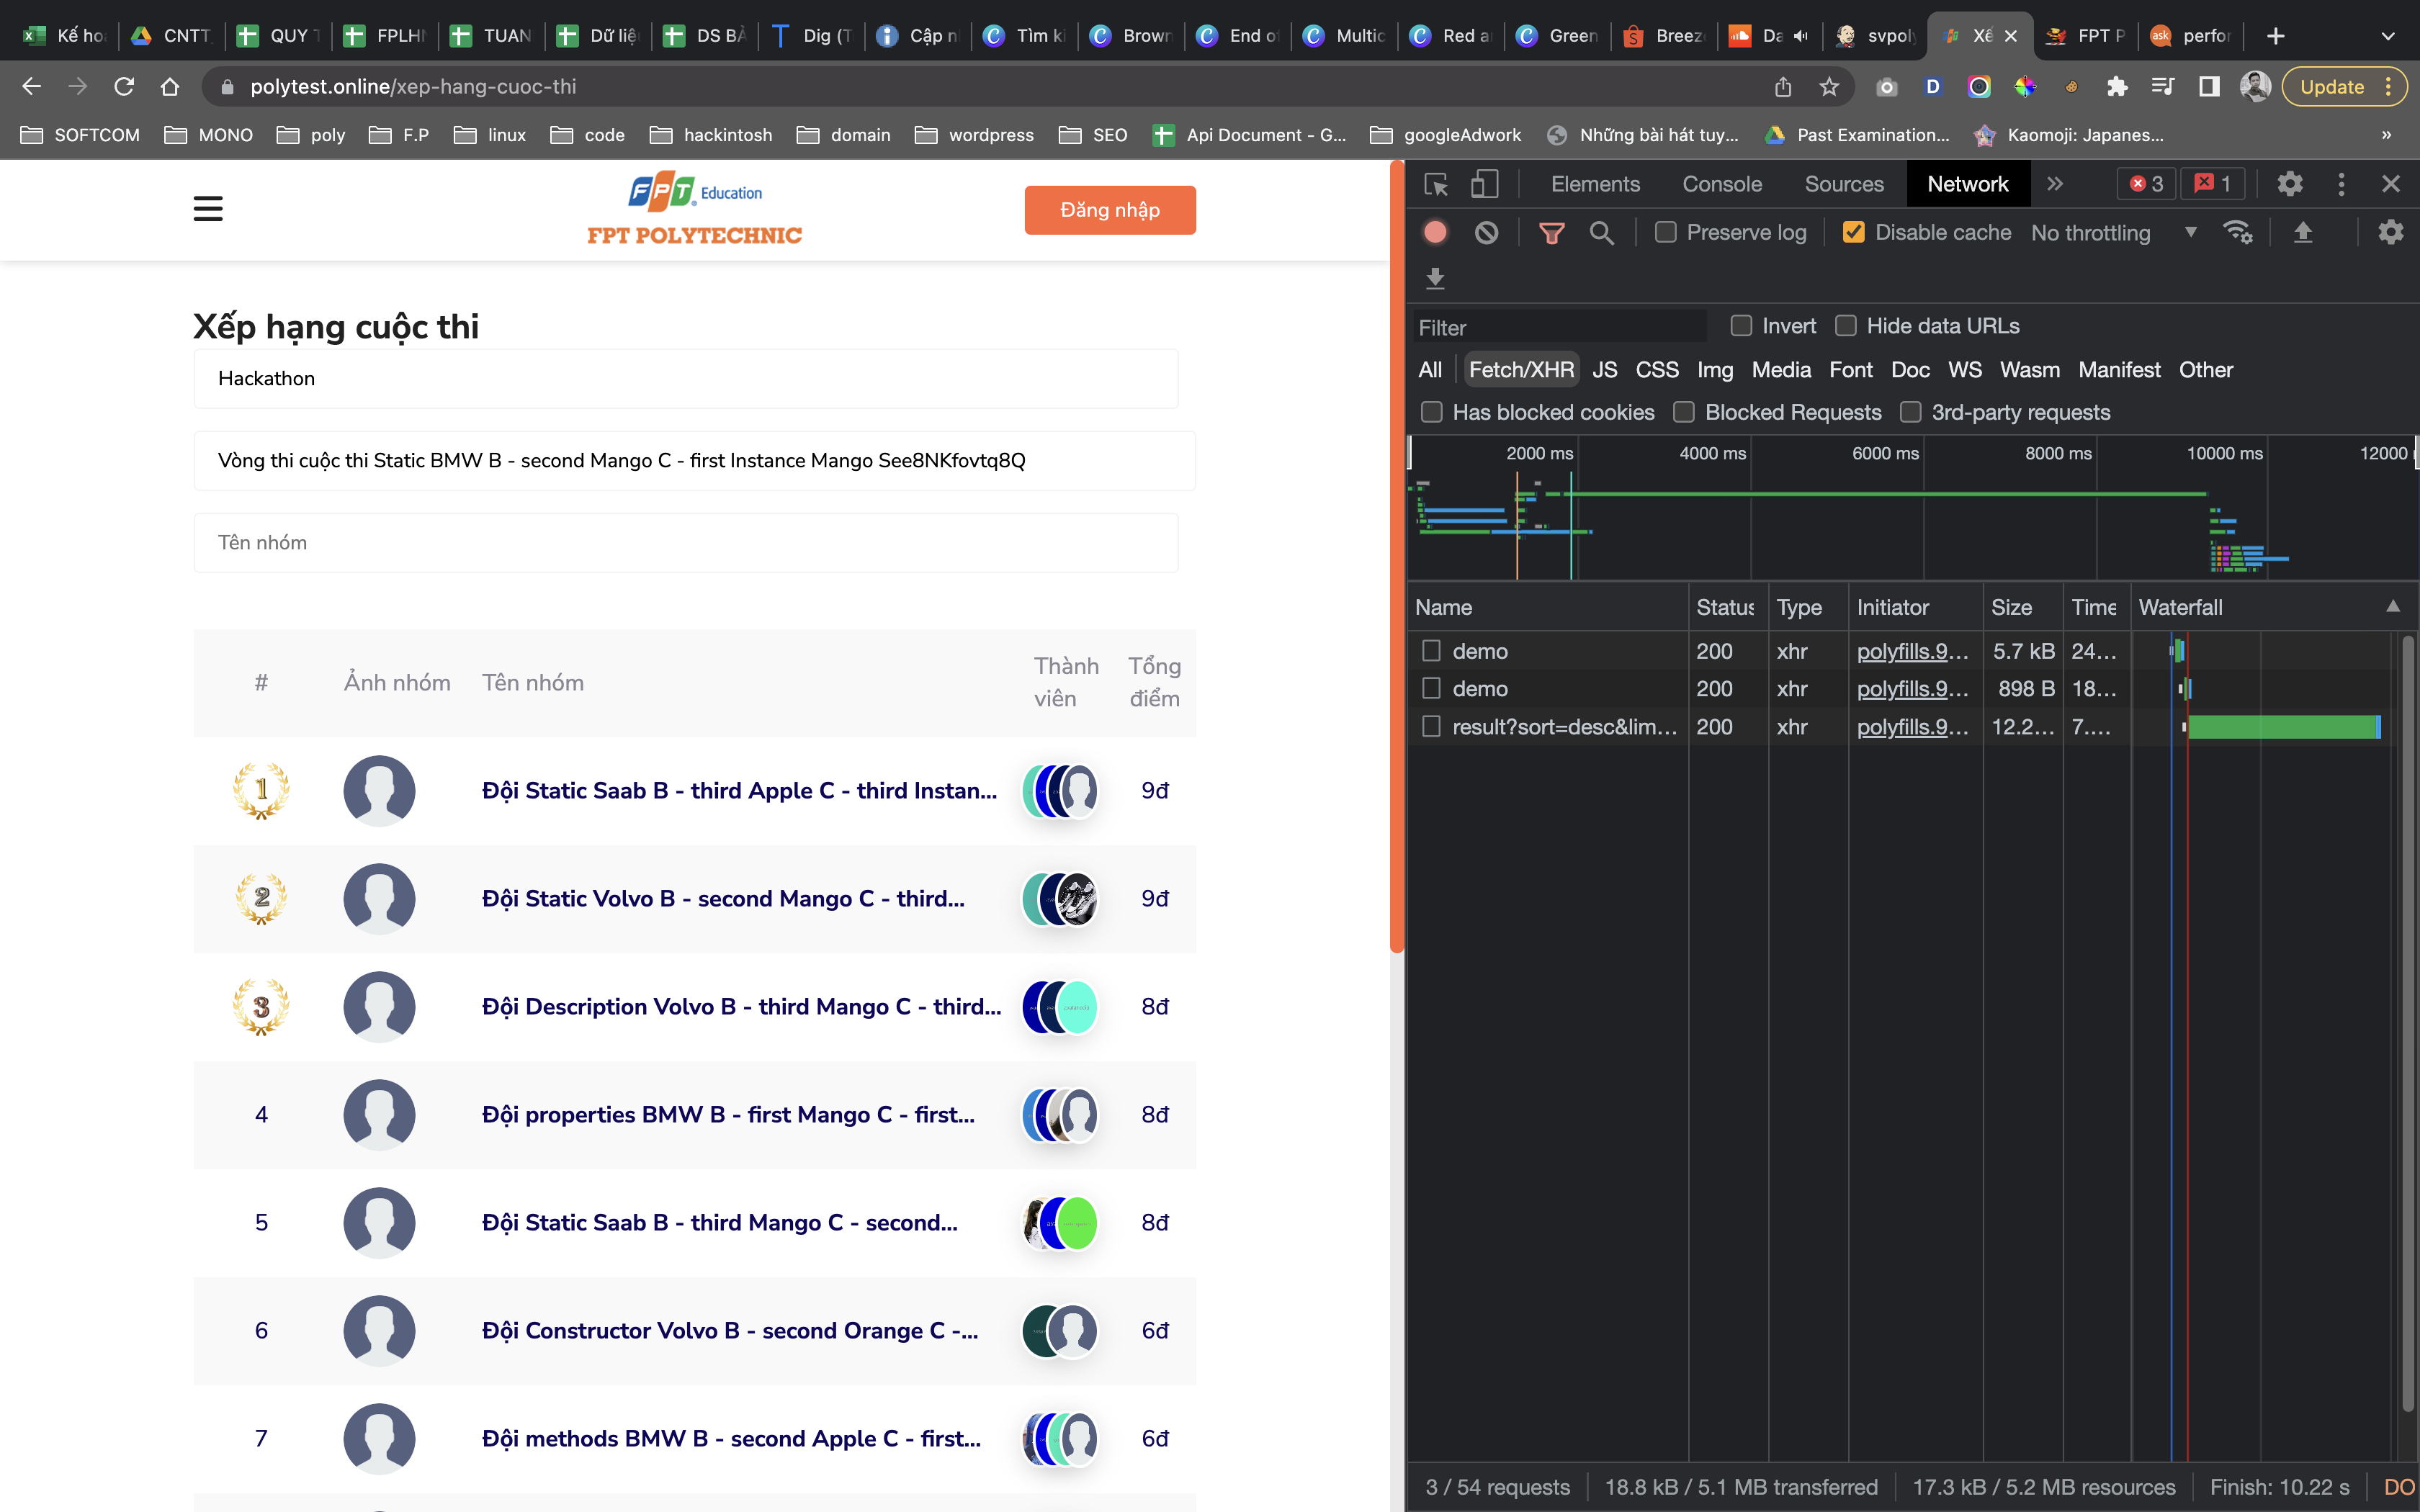 Kế ho
CNTT
QUY T
FPLHN
TUAN
Dữ liệ
DS BẢ
Dig (T
Cập n
Tìm ki
Brown
End o
Multic
Red a
Green
Breez
Da
svpoly
Xế
FPT P
perfor
polytest.online/xep-hang-cuoc-thi
Update
SOFTCOM
MONO
poly
F.P
linux
code
hackintosh
domain
wordpress
SEO
Api Document - G...
googleAdwork
Những bài hát tuy...
Past Examination...
Kaomoji: Japanes...
»
FPT Education
FPT POLYTECHNIC
Đăng nhập
Xếp hạng cuộc thi
Hackathon
Vòng thi cuộc thi Static BMW B - second Mango C - first Instance Mango See8NKfovtq8Q
Tên nhóm
# Ảnh nhóm Tên nhóm Thành viên Tổng điểm
1 Đội Static Saab B - third Apple C - third Instan... 9đ
2 Đội Static Volvo B - second Mango C - third... 9đ
3 Đội Description Volvo B - third Mango C - third... 8đ
4 Đội properties BMW B - first Mango C - first... 8đ
5 Đội Static Saab B - third Mango C - second... 8đ
6 Đội Constructor Volvo B - second Orange C -... 6đ
7 Đội methods BMW B - second Apple C - first... 6đ
Elements Console Sources Network » 3 1
Preserve log Disable cache No throttling
Filter Invert Hide data URLs
All Fetch/XHR JS CSS Img Media Font Doc WS Wasm Manifest Other
Has blocked cookies Blocked Requests 3rd-party requests
2000 ms 4000 ms 6000 ms 8000 ms 10000 ms 12000
Name Status Type Initiator Size Time Waterfall
demo 200 xhr polyfills.9... 5.7 kB 24...
demo 200 xhr polyfills.9... 898 B 18...
result?sort=desc&lim... 200 xhr polyfills.9... 12.2... 7....
3 / 54 requests 18.8 kB / 5.1 MB transferred 17.3 kB / 5.2 MB resources Finish: 10.22 s DO